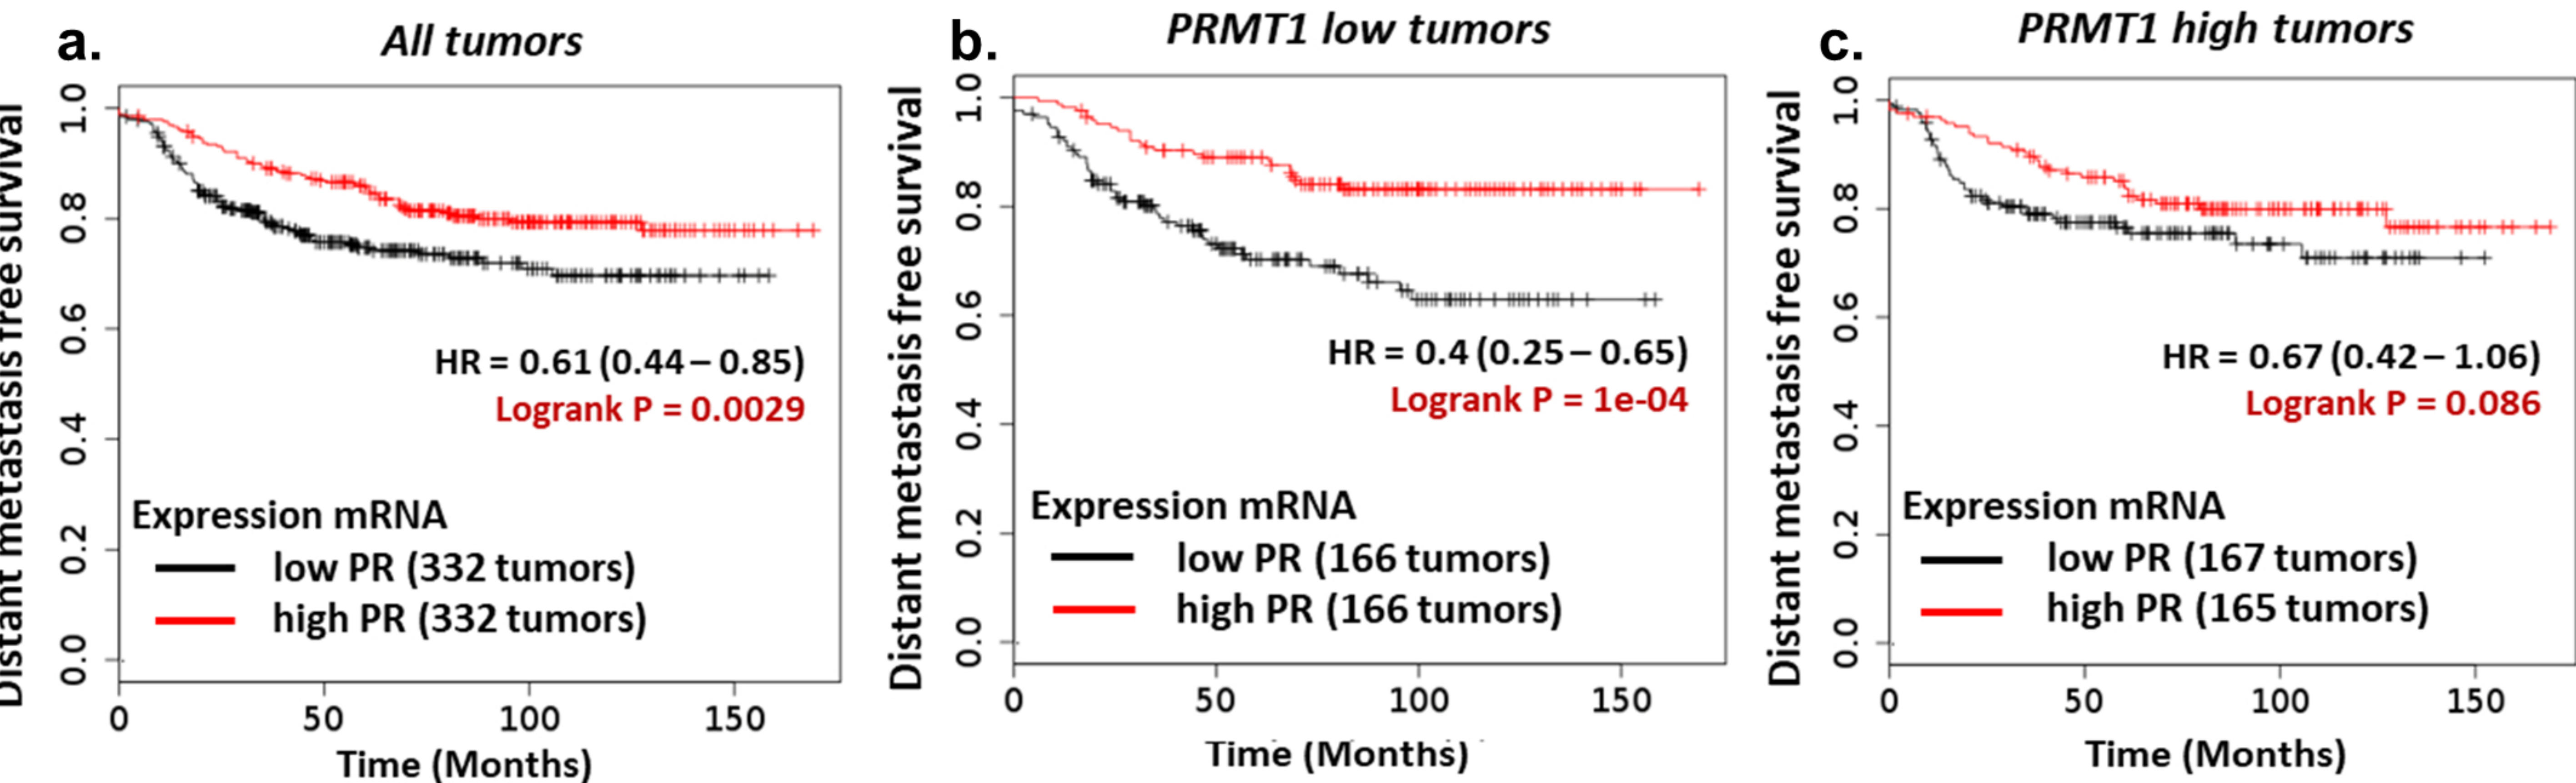 a.
All tumors
Distant metastasis free survival
1.0
0.8
0.6
0.4
0.2
0.0
HR = 0.61 (0.44 – 0.85)
Logrank P = 0.0029
Expression mRNA
low PR (332 tumors)
high PR (332 tumors)
0 50 100 150
Time (Months)
b.
PRMT1 low tumors
Distant metastasis free survival
1.0
0.8
0.6
0.4
0.2
0.0
HR = 0.4 (0.25 – 0.65)
Logrank P = 1e-04
Expression mRNA
low PR (166 tumors)
high PR (166 tumors)
0 50 100 150
Time (Months)
c.
PRMT1 high tumors
Distant metastasis free survival
1.0
0.8
0.6
0.4
0.2
0.0
HR = 0.67 (0.42 – 1.06)
Logrank P = 0.086
Expression mRNA
low PR (167 tumors)
high PR (165 tumors)
0 50 100 150
Time (Months)